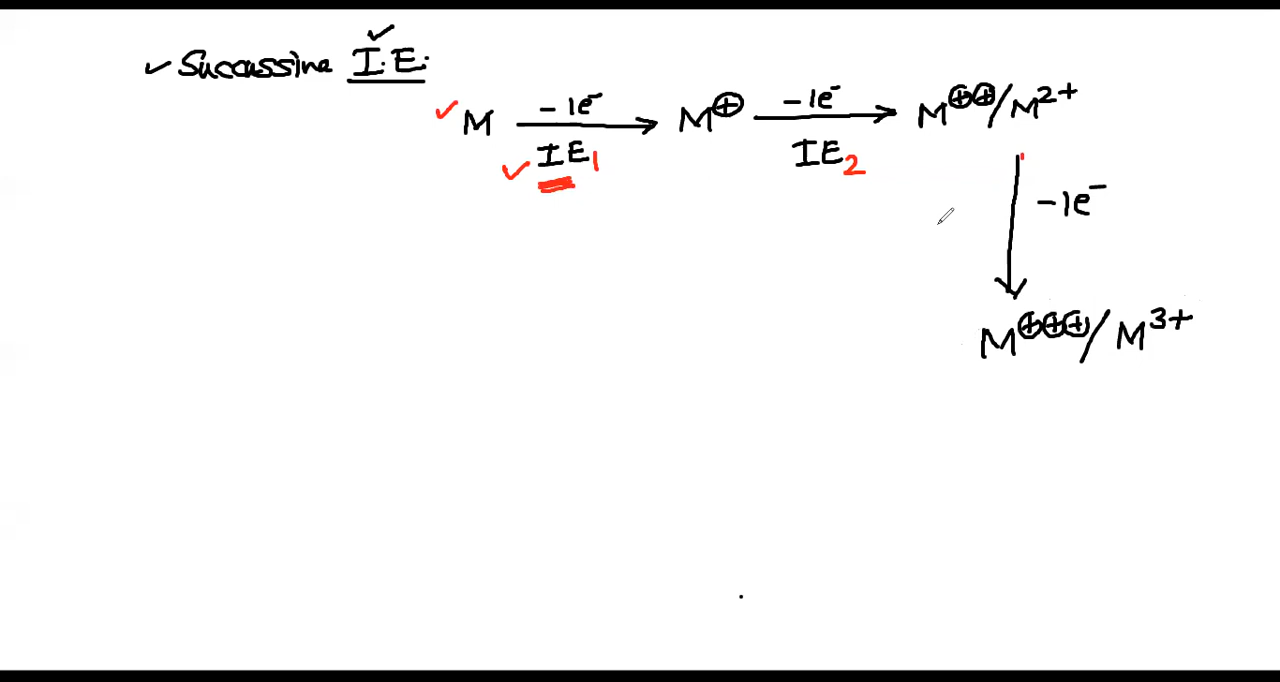 ✓ Successive I.E. ✓
✓ M —(-1e⁻)→ M⊕ —(-1e⁻)→ M⊕⊕/M²⁺
✓ IE₁ IE₂
-1e⁻
M⊕⊕⊕/M³⁺